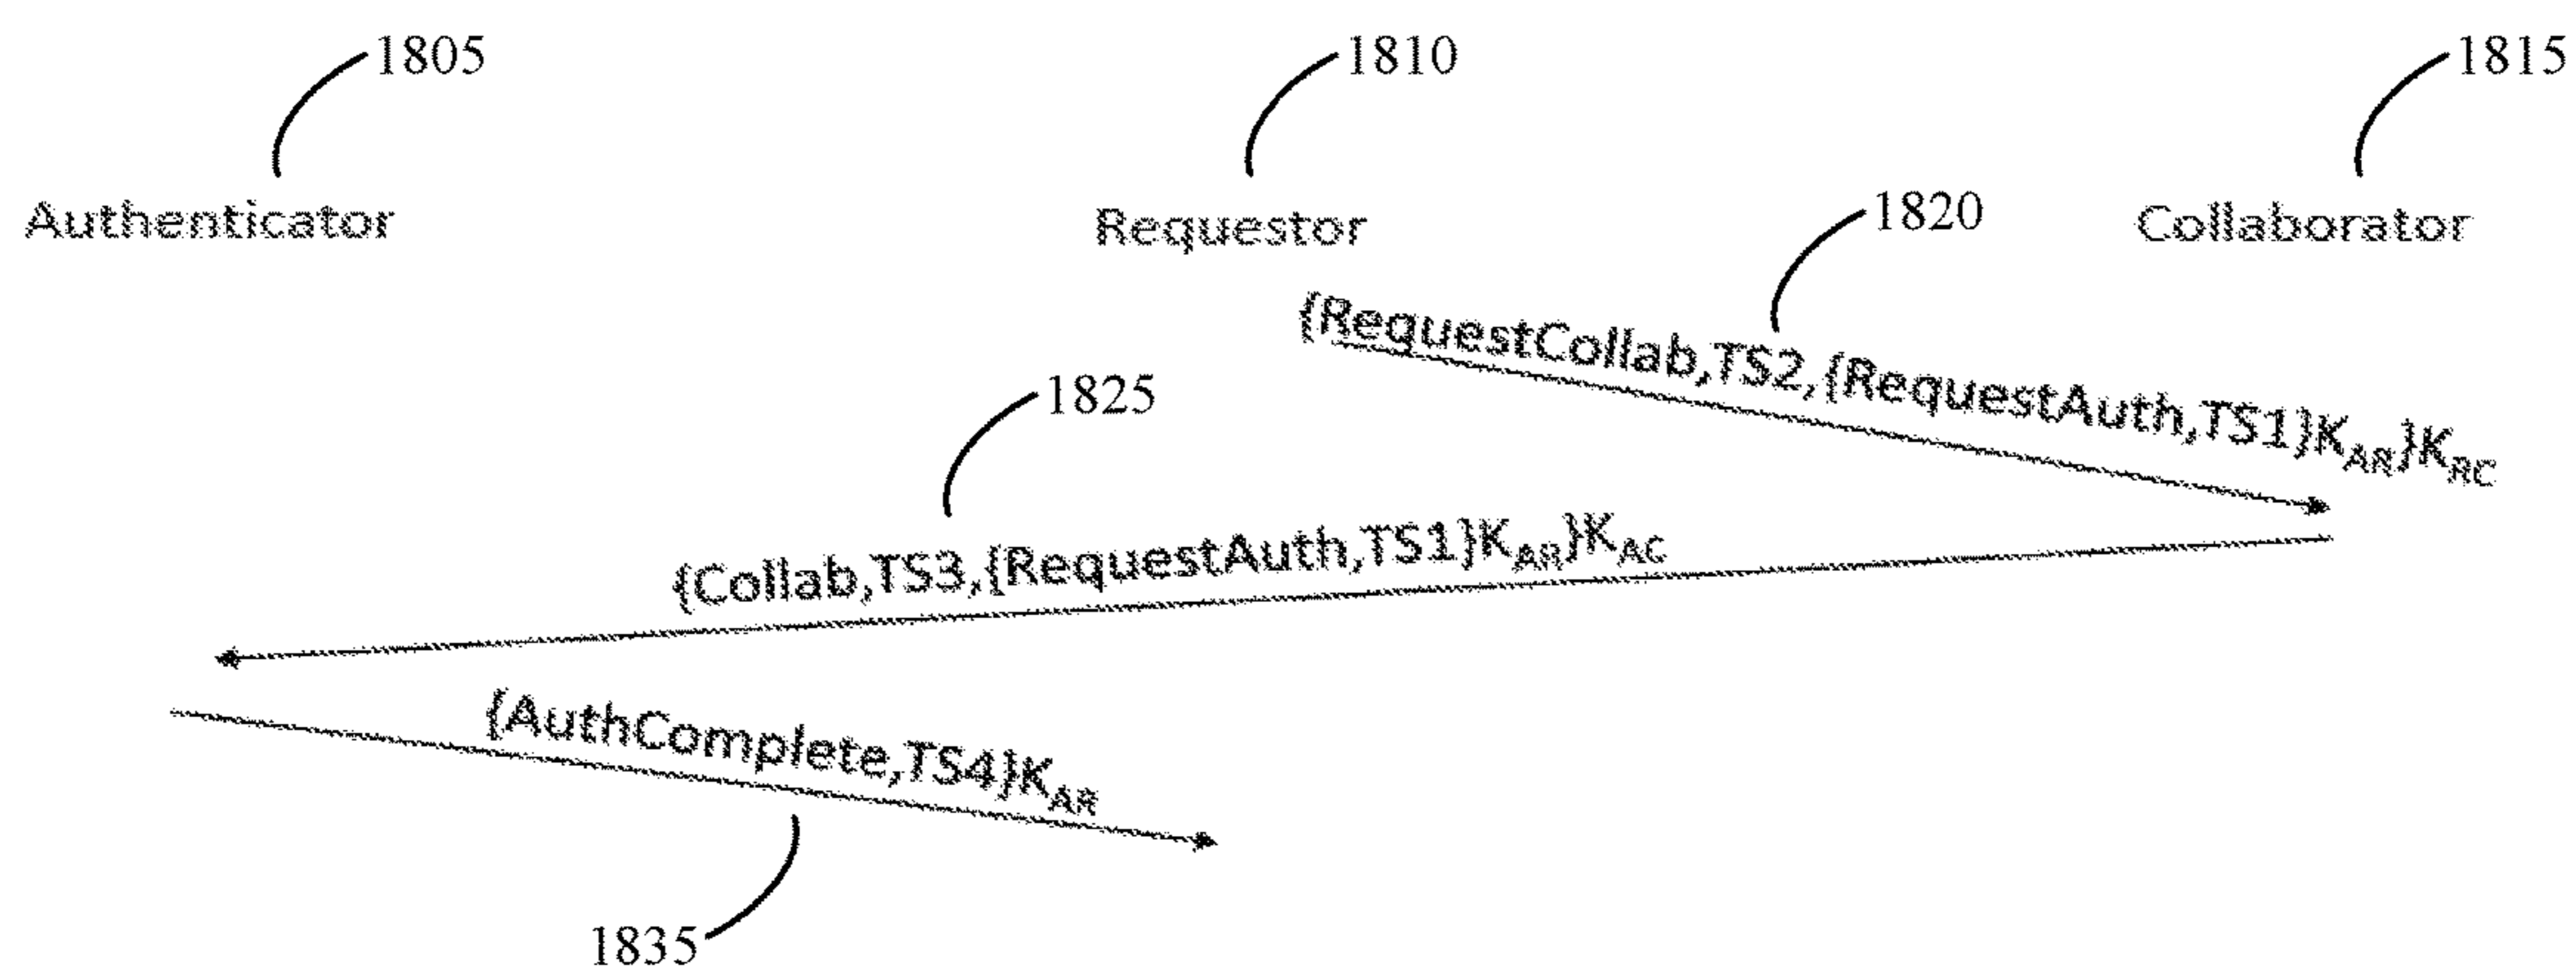 1805
1810
1815
Authenticator
Requestor
1820
Collaborator
{RequestCollab,TS2,{RequestAuth,TS1}K_AR}K_RC
1825
{Collab,TS3,{RequestAuth,TS1}K_AR}K_AC
{AuthComplete,TS4}K_AR
1835